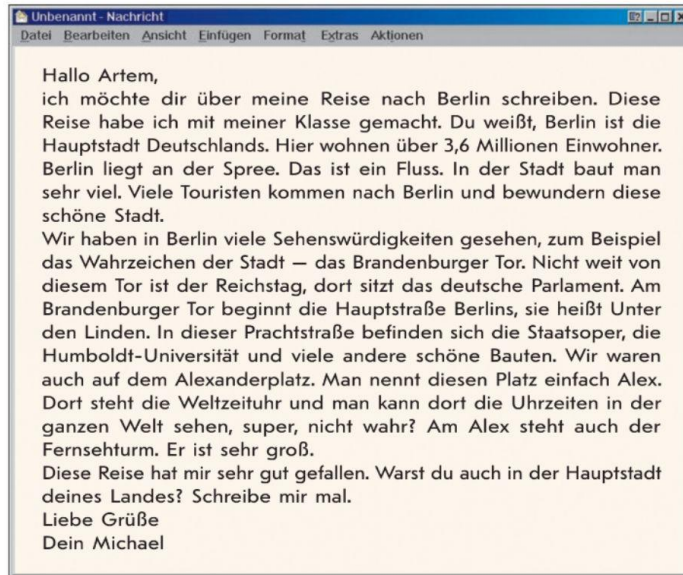 Unbenannt - Nachricht
Datei Bearbeiten Ansicht Einfügen Format Extras Aktionen
Hallo Artem,
ich möchte dir über meine Reise nach Berlin schreiben. Diese
Reise habe ich mit meiner Klasse gemacht. Du weißt, Berlin ist die
Hauptstadt Deutschlands. Hier wohnen über 3,6 Millionen Einwohner.
Berlin liegt an der Spree. Das ist ein Fluss. In der Stadt baut man
sehr viel. Viele Touristen kommen nach Berlin und bewundern diese
schöne Stadt.
Wir haben in Berlin viele Sehenswürdigkeiten gesehen, zum Beispiel
das Wahrzeichen der Stadt — das Brandenburger Tor. Nicht weit von
diesem Tor ist der Reichstag, dort sitzt das deutsche Parlament. Am
Brandenburger Tor beginnt die Hauptstraße Berlins, sie heißt Unter
den Linden. In dieser Prachtstraße befinden sich die Staatsoper, die
Humboldt-Universität und viele andere schöne Bauten. Wir waren
auch auf dem Alexanderplatz. Man nennt diesen Platz einfach Alex.
Dort steht die Weltzeituhr und man kann dort die Uhrzeiten in der
ganzen Welt sehen, super, nicht wahr? Am Alex steht auch der
Fernsehturm. Er ist sehr groß.
Diese Reise hat mir sehr gut gefallen. Warst du auch in der Hauptstadt
deines Landes? Schreibe mir mal.
Liebe Grüße
Dein Michael